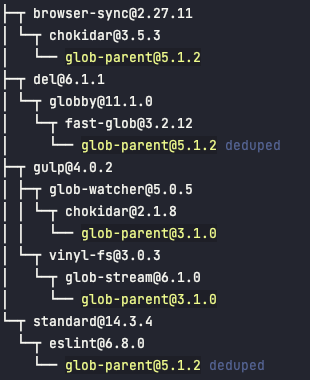 ├─┬ browser-sync@2.27.11
│ └─┬ chokidar@3.5.3
│   └── glob-parent@5.1.2
├─┬ del@6.1.1
│ └─┬ globby@11.1.0
│   └─┬ fast-glob@3.2.12
│     └── glob-parent@5.1.2 deduped
├─┬ gulp@4.0.2
│ ├─┬ glob-watcher@5.0.5
│ │ └─┬ chokidar@2.1.8
│ │   └── glob-parent@3.1.0
│ └─┬ vinyl-fs@3.0.3
│   └─┬ glob-stream@6.1.0
│     └── glob-parent@3.1.0
└─┬ standard@14.3.4
  └─┬ eslint@6.8.0
    └── glob-parent@5.1.2 deduped